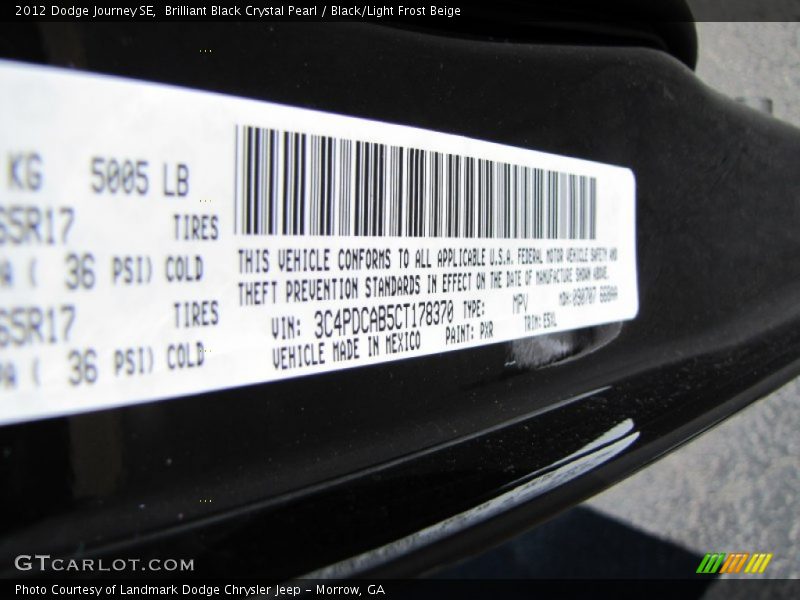 2012 Dodge Journey SE,  Brilliant Black Crystal Pearl / Black/Light Frost Beige
KG 5005 LB
65R17 TIRES
( 36 PSI) COLD
65R17 TIRES
( 36 PSI) COLD
THIS VEHICLE CONFORMS TO ALL APPLICABLE U.S.A. FEDERAL MOTOR VEHICLE SAFETY AND
THEFT PREVENTION STANDARDS IN EFFECT ON THE DATE OF MANUFACTURE SHOWN ABOVE.
VIN: 3C4PDCAB5CT178370 TYPE: MPV MDH:
VEHICLE MADE IN MEXICO PAINT: PXR TRIM:
GTCARLOT.COM
Photo Courtesy of Landmark Dodge Chrysler Jeep - Morrow, GA